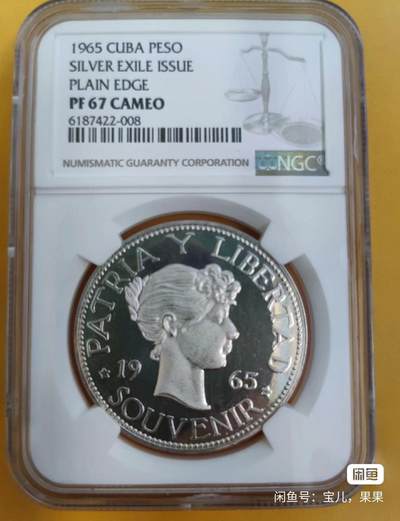 1965 CUBA PESO
SILVER EXILE ISSUE
PLAIN EDGE
PF 67 CAMEO
6187422-008
NUMISMATIC GUARANTY CORPORATION
NGC
PATRIA Y LIBERTAD
19 65
SOUVENIR
闲鱼
闲鱼号：宝儿，果果